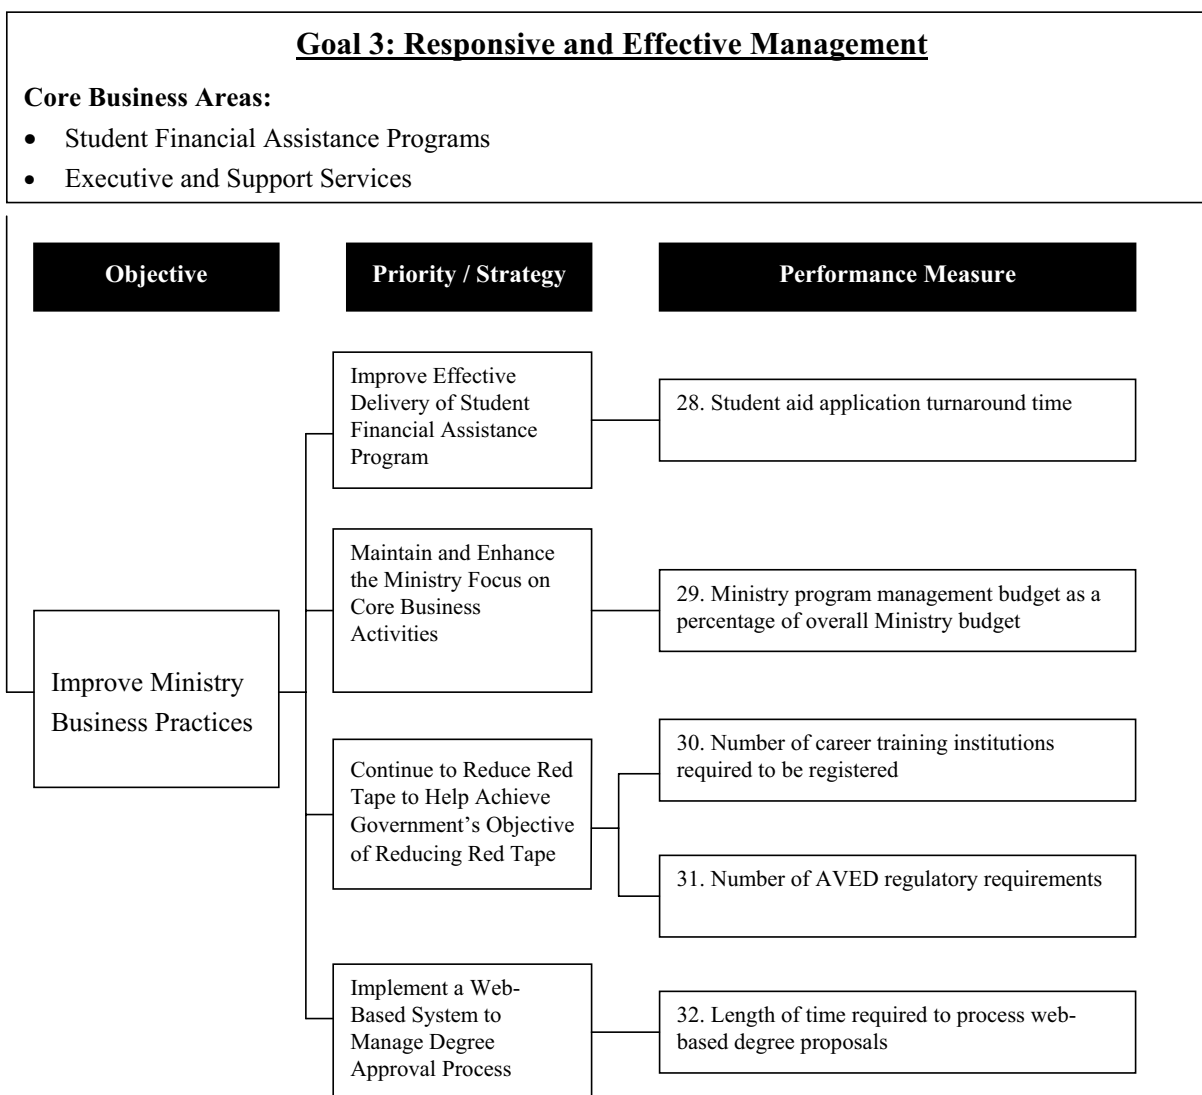 Goal 3: Responsive and Effective Management
Core Business Areas:
• Student Financial Assistance Programs
• Executive and Support Services
Objective
Priority / Strategy
Performance Measure
Improve Ministry
Business Practices
Improve Effective
Delivery of Student
Financial Assistance
Program
28. Student aid application turnaround time
Maintain and Enhance
the Ministry Focus on
Core Business
Activities
29. Ministry program management budget as a
percentage of overall Ministry budget
Continue to Reduce Red
Tape to Help Achieve
Government’s Objective
of Reducing Red Tape
30. Number of career training institutions
required to be registered
31. Number of AVED regulatory requirements
Implement a Web-
Based System to
Manage Degree
Approval Process
32. Length of time required to process web-
based degree proposals